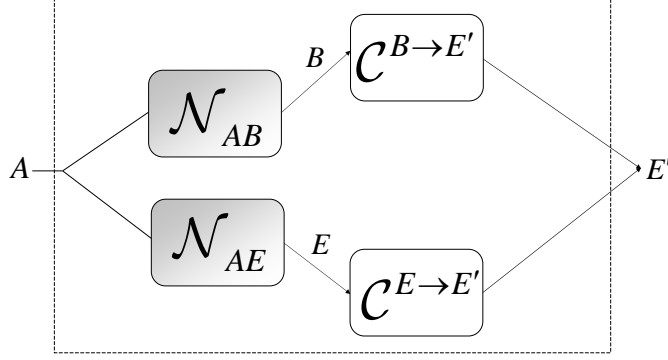 B
𝒞^{B→E'}
𝒩_{AB}
A
E'
𝒩_{AE}
E
𝒞^{E→E'}